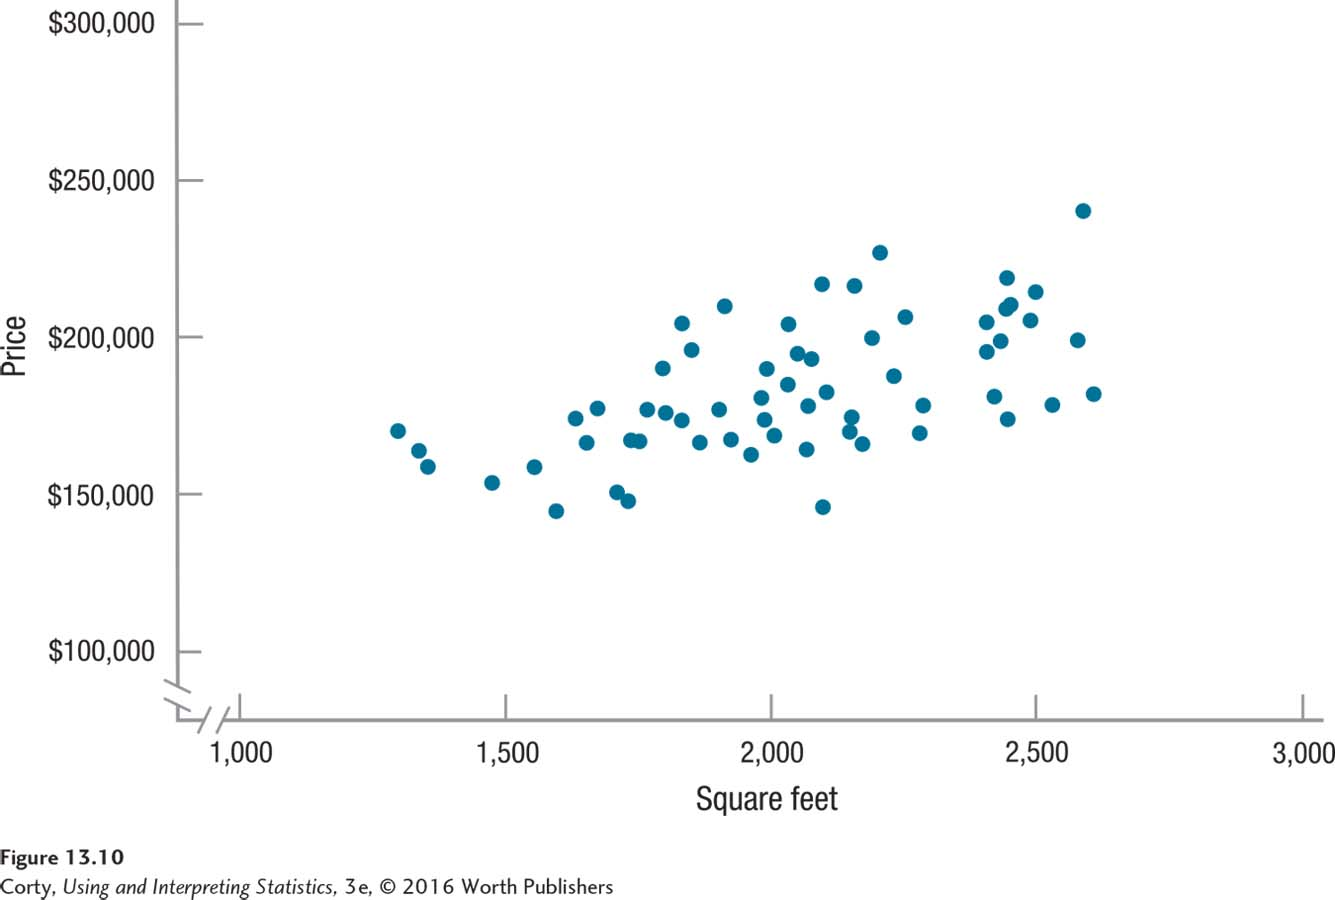 $300,000
$250,000
$200,000
$150,000
$100,000
Price
1,000 1,500 2,000 2,500 3,000
Square feet
Figure 13.10
Corty, Using and Interpreting Statistics, 3e, © 2016 Worth Publishers